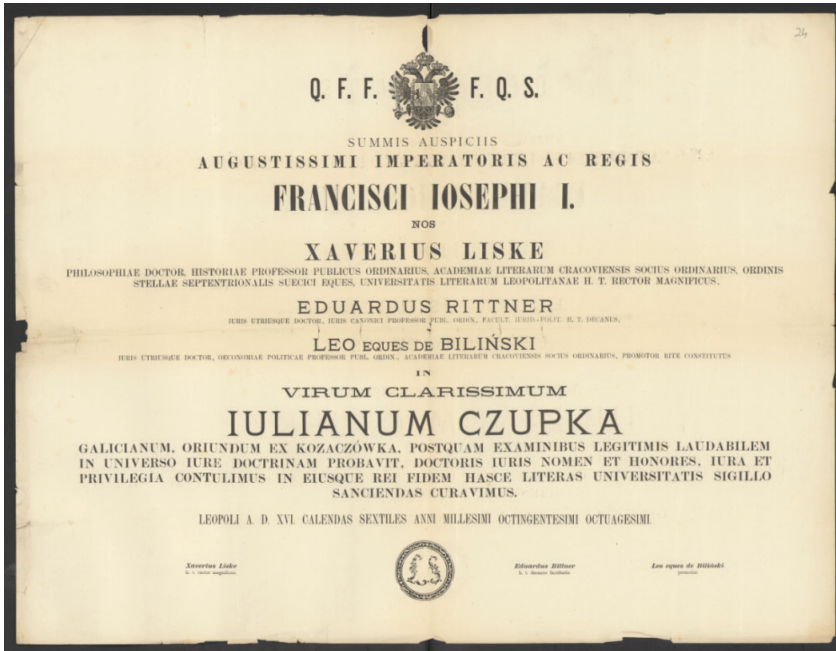 24
Q. F. F. F. Q. S.
SUMMIS AUSPICIIS
AUGUSTISSIMI IMPERATORIS AC REGIS
FRANCISCI IOSEPHI I.
NOS
XAVERIUS LISKE
PHILOSOPHIAE DOCTOR, HISTORIAE PROFESSOR PUBLICUS ORDINARIUS, ACADEMIAE LITERARUM CRACOVIENSIS SOCIUS ORDINARIUS, ORDINIS
STELLAE SEPTENTRIONALIS SUECICI EQUES, UNIVERSITATIS LITERARUM LEOPOLITANAE H. T. RECTOR MAGNIFICUS,
EDUARDUS RITTNER
IURIS UTRIUSQUE DOCTOR, IURIS CANONICI PROFESSOR PUBL. ORDIN., FACULT. IURID.-POLIT. H. T. DECANUS,
LEO EQUES DE BILIŃSKI
IURIS UTRIUSQUE DOCTOR, OECONOMIAE POLITICAE PROFESSOR PUBL. ORDIN., ACADEMIAE LITERARUM CRACOVIENSIS SOCIUS ORDINARIUS, PROMOTOR RITE CONSTITUTUS
IN
VIRUM CLARISSIMUM
IULIANUM CZUPKA
GALICIANUM, ORIUNDUM EX KOZACZÓWKA, POSTQUAM EXAMINIBUS LEGITIMIS LAUDABILEM
IN UNIVERSO IURE DOCTRINAM PROBAVIT, DOCTORIS IURIS NOMEN ET HONORES, IURA ET
PRIVILEGIA CONTULIMUS IN EIUSQUE REI FIDEM HASCE LITERAS UNIVERSITATIS SIGILLO
SANCIENDAS CURAVIMUS.
LEOPOLI A. D. XVI. CALENDAS SEXTILES ANNI MILLESIMI OCTINGENTESIMI OCTUAGESIMI.
Xaverius Liske
h. t. rector magnificus.
Eduardus Rittner
h. t. decanus
Leo eques de Biliński
promotor.